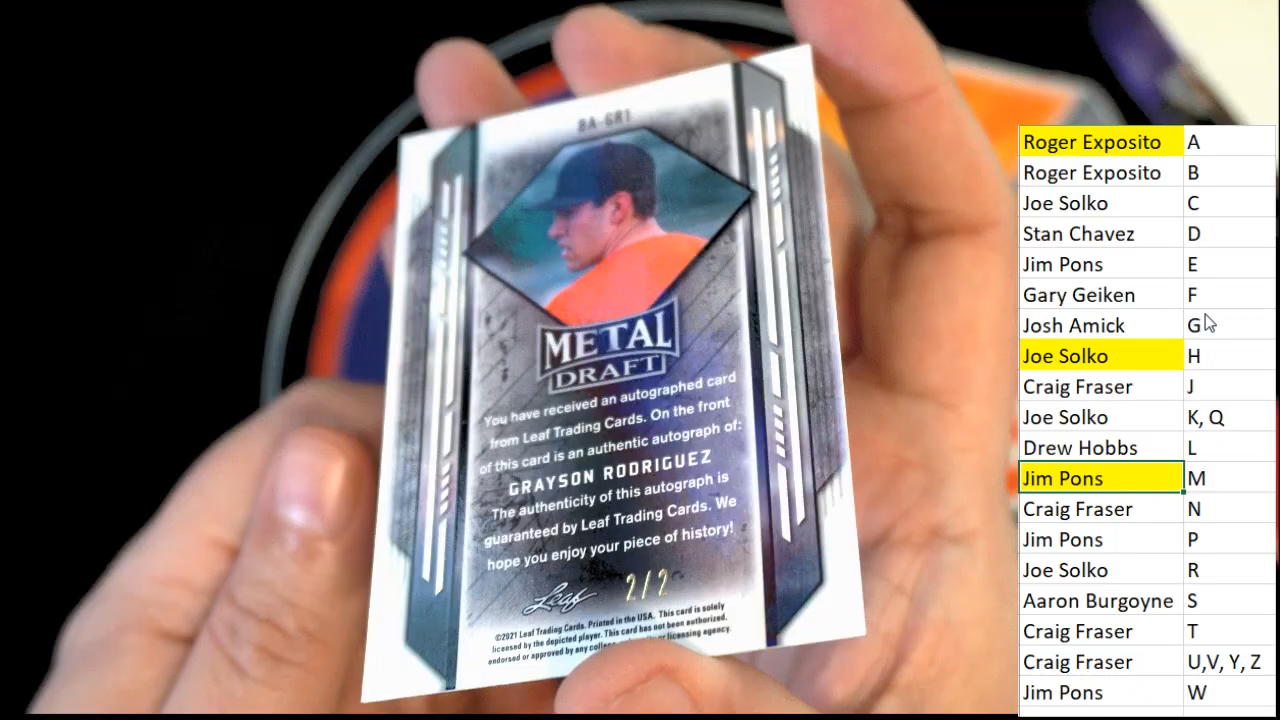 BA-GR1
METAL
DRAFT
You have received an autographed card
from Leaf Trading Cards. On the front
of this card is an authentic autograph of:
GRAYSON RODRIGUEZ
The authenticity of this autograph is
guaranteed by Leaf Trading Cards. We
hope you enjoy your piece of history!
Leaf 2/2
©2021 Leaf Trading Cards. Printed in the USA. This card is solely
licensed by the depicted player. This card has not been authorized,
endorsed or approved by any or licensing agency.
Roger Exposito A
Roger Exposito B
Joe Solko C
Stan Chavez D
Jim Pons E
Gary Geiken F
Josh Amick G
Joe Solko H
Craig Fraser J
Joe Solko K, Q
Drew Hobbs L
Jim Pons M
Craig Fraser N
Jim Pons P
Joe Solko R
Aaron Burgoyne S
Craig Fraser T
Craig Fraser U,V, Y, Z
Jim Pons W